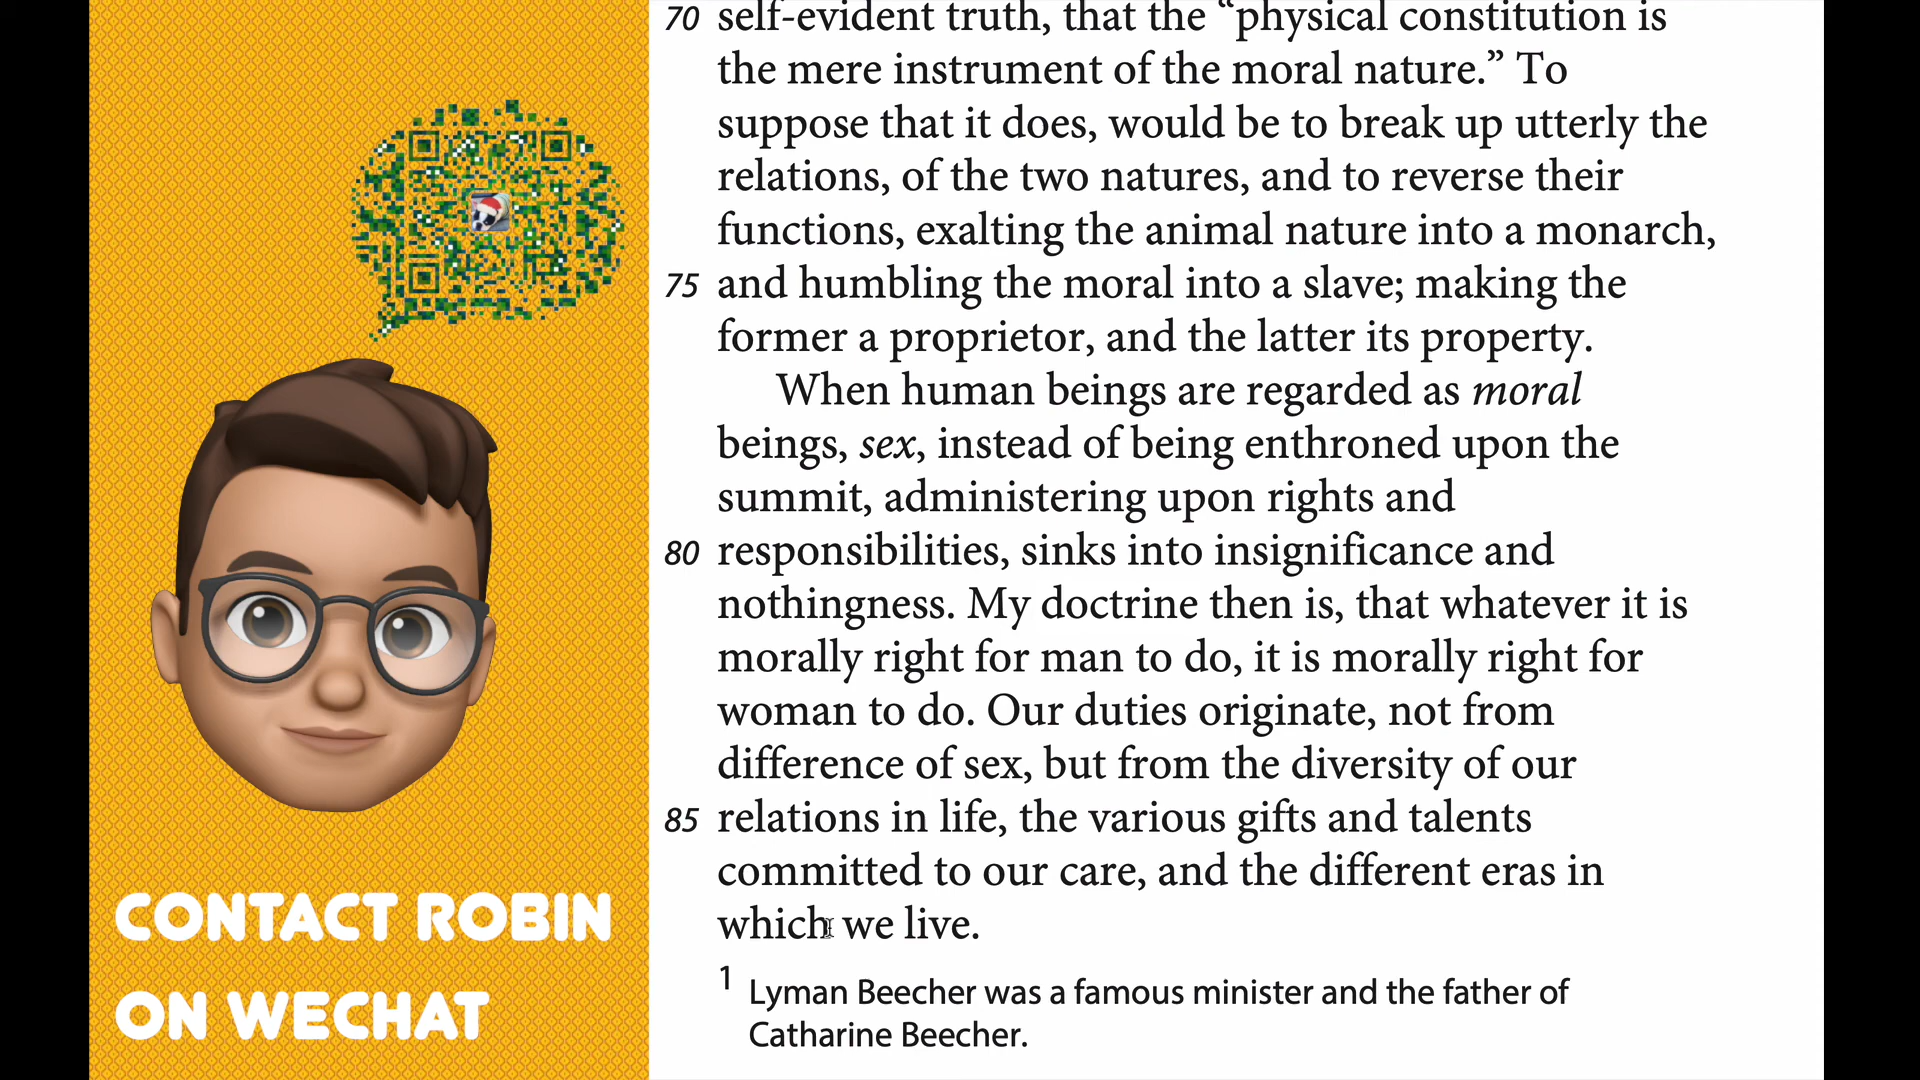 CONTACT ROBIN
ON WECHAT
70 self-evident truth, that the “physical constitution is
the mere instrument of the moral nature.” To
suppose that it does, would be to break up utterly the
relations, of the two natures, and to reverse their
functions, exalting the animal nature into a monarch,
75 and humbling the moral into a slave; making the
former a proprietor, and the latter its property.
When human beings are regarded as moral
beings, sex, instead of being enthroned upon the
summit, administering upon rights and
80 responsibilities, sinks into insignificance and
nothingness. My doctrine then is, that whatever it is
morally right for man to do, it is morally right for
woman to do. Our duties originate, not from
difference of sex, but from the diversity of our
85 relations in life, the various gifts and talents
committed to our care, and the different eras in
which we live.
1 Lyman Beecher was a famous minister and the father of
Catharine Beecher.